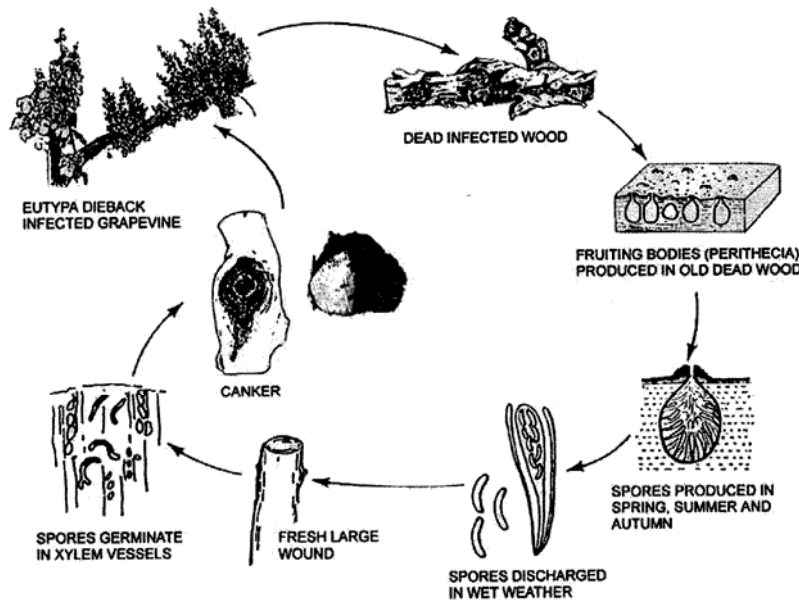 DEAD INFECTED WOOD
EUTYPA DIEBACK
INFECTED GRAPEVINE
FRUITING BODIES (PERITHECIA)
PRODUCED IN OLD DEAD WOOD
CANKER
SPORES PRODUCED IN
SPRING, SUMMER AND
AUTUMN
SPORES GERMINATE
IN XYLEM VESSELS
FRESH LARGE
WOUND
SPORES DISCHARGED
IN WET WEATHER